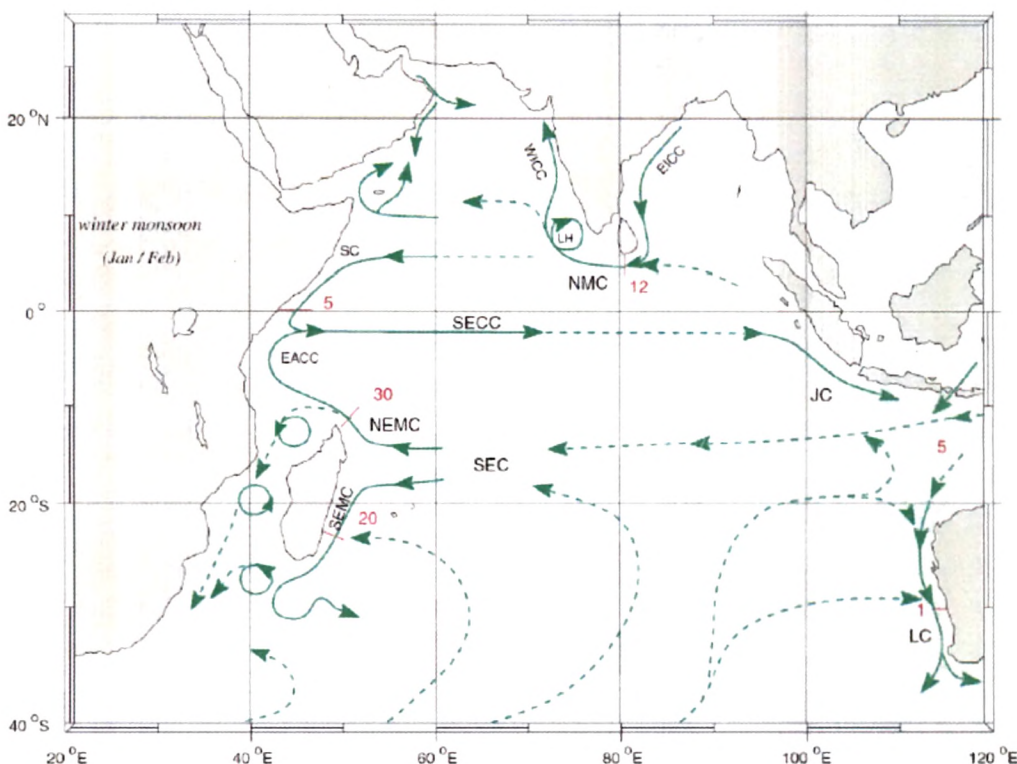 20 °N
WICC
EICC
winter monsoon
(Jan / Feb)
SC
LH
NMC
12
5
0 °
SECC
EACC
30
JC
NEMC
SEC
5
20 °S
SEMC
20
1
LC
40 °S
20 °E
40 °E
60 °E
80 °E
100 °E
120 °E